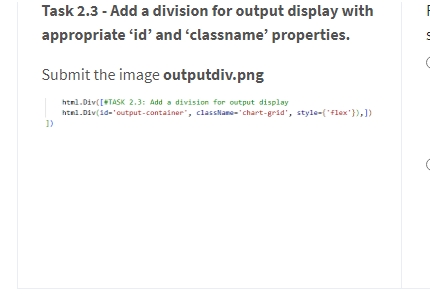 Task 2.3 - Add a division for output display with
appropriate ‘id’ and ‘classname’ properties.
Submit the image outputdiv.png
html.Div([#TASK 2.3: Add a division for output display
html.Div(id='output-container', className='chart-grid', style={'flex'}),])
])